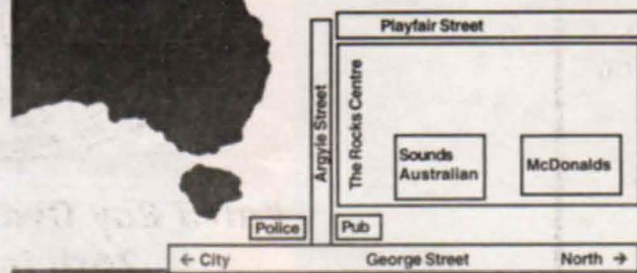 Playfair Street
Argyle Street
The Rocks Centre
Sounds
Australian
McDonalds
Police
Pub
← City
George Street
North →